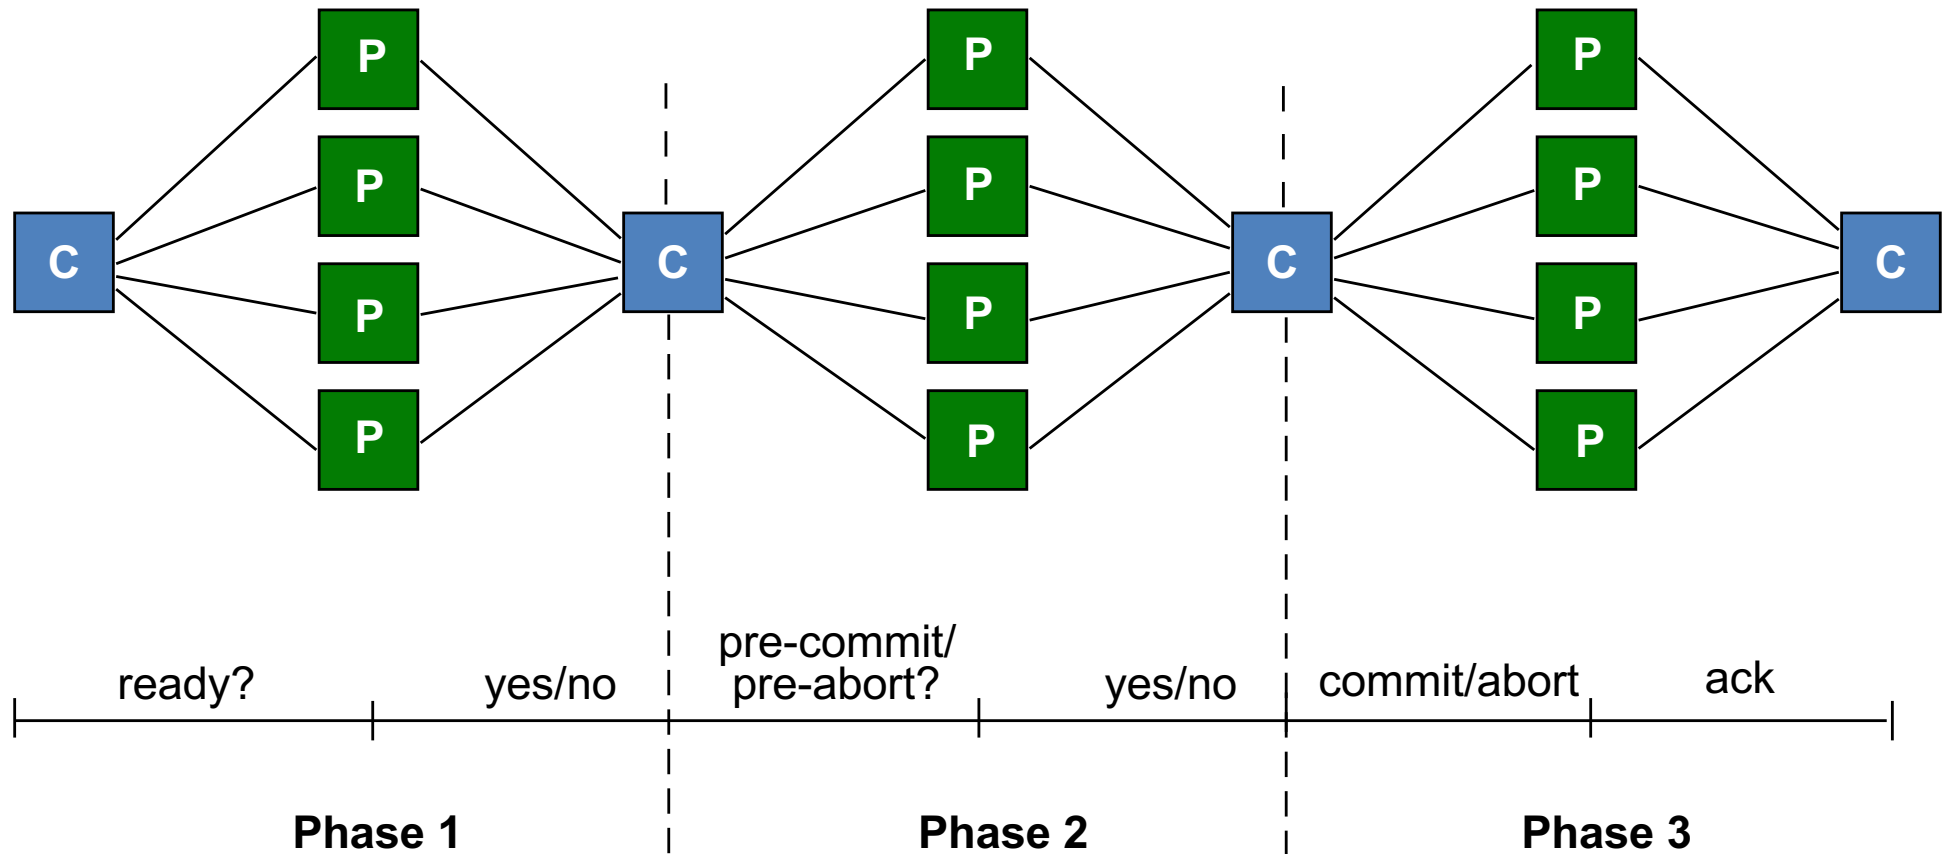 P P P
P P P
C C C C
P P P
P P P
pre-commit/
ready? yes/no pre-abort? yes/no commit/abort ack
Phase 1 Phase 2 Phase 3